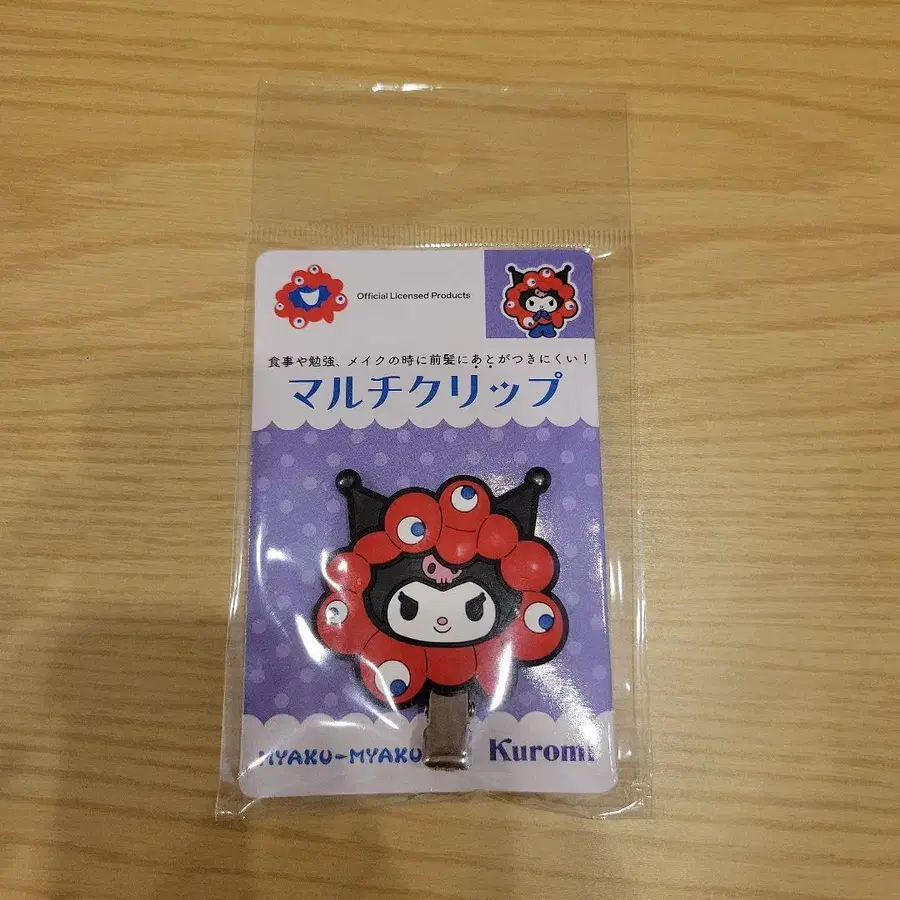 Official Licensed Products
食事や勉強、メイクの時に前髪にあとがつきにくい！
マルチクリップ
MYAKU-MYAKU
Kuromi